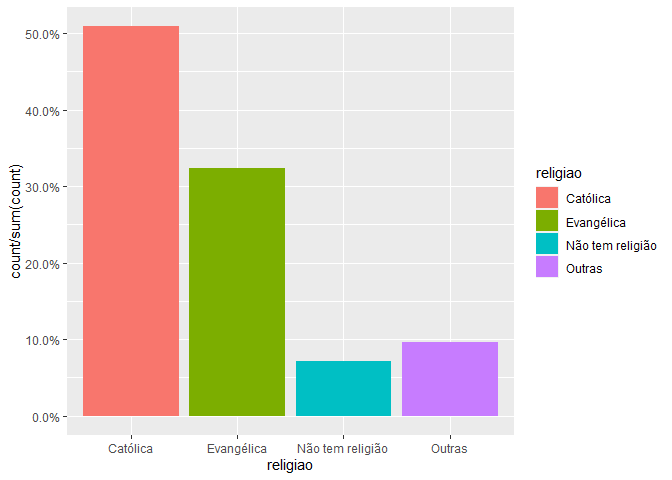 50.0%
40.0%
30.0%
20.0%
10.0%
0.0%
count/sum(count)
Católica Evangélica Não tem religião Outras
religiao
religiao
Católica
Evangélica
Não tem religião
Outras